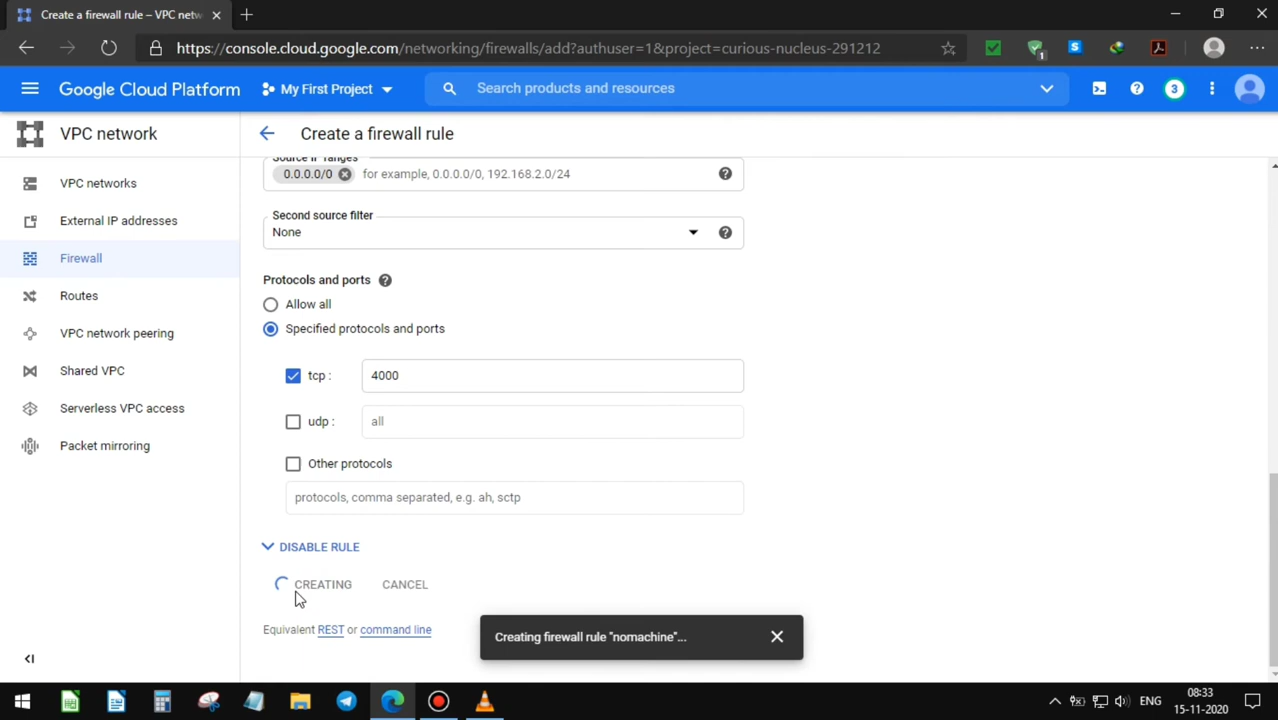 Create a firewall rule – VPC netw
https://console.cloud.google.com/networking/firewalls/add?authuser=1&project=curious-nucleus-291212
1
Google Cloud Platform
My First Project
Search products and resources
3
VPC network
Create a firewall rule
VPC networks
External IP addresses
Firewall
Routes
VPC network peering
Shared VPC
Serverless VPC access
Packet mirroring
Source IP ranges
0.0.0.0/0 for example, 0.0.0.0/0, 192.168.2.0/24
Second source filter
None
Protocols and ports
Allow all
Specified protocols and ports
tcp : 4000
udp : all
Other protocols
protocols, comma separated, e.g. ah, sctp
DISABLE RULE
CREATING CANCEL
Equivalent REST or command line
Creating firewall rule "nomachine"...
ENG
08:33
15-11-2020